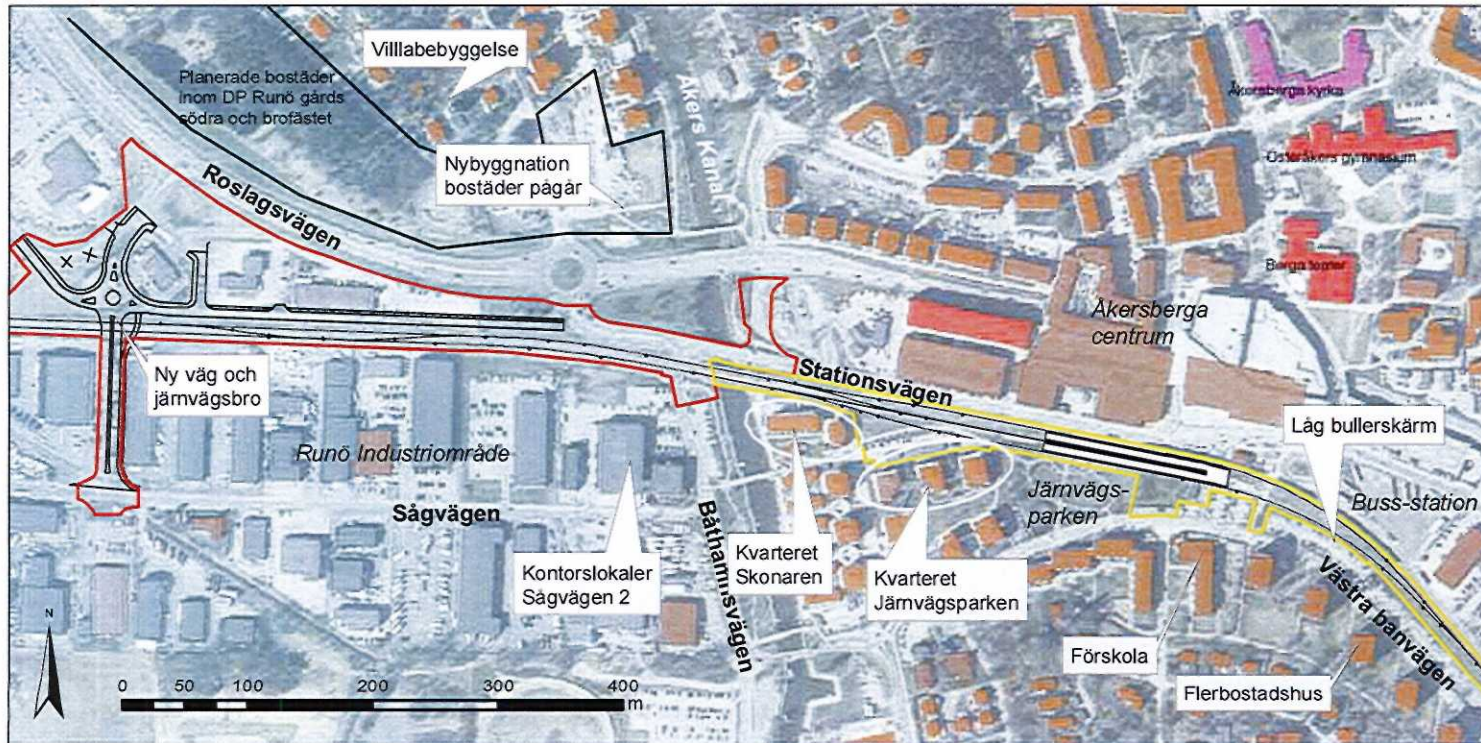 Villlabebyggelse
Planerade bostäder
inom DP Runö gårds
södra och brofästet
Nybyggnation
bostäder pågår
Åkers Kanal
Åkersberga kyrka
Österåkers gymnasium
Berga teater
Roslagsvägen
Åkersberga
centrum
Stationsvägen
Ny väg och
järnvägsbro
Runö Industriområde
Sågvägen
Kontorslokaler
Sågvägen 2
Båthamnsvägen
Kvarteret
Skonaren
Kvarteret
Järnvägsparken
Järnvägs-
parken
Låg bullerskärm
Buss-station
Västra banvägen
Förskola
Flerbostadshus
N
0 50 100 200 300 400
m